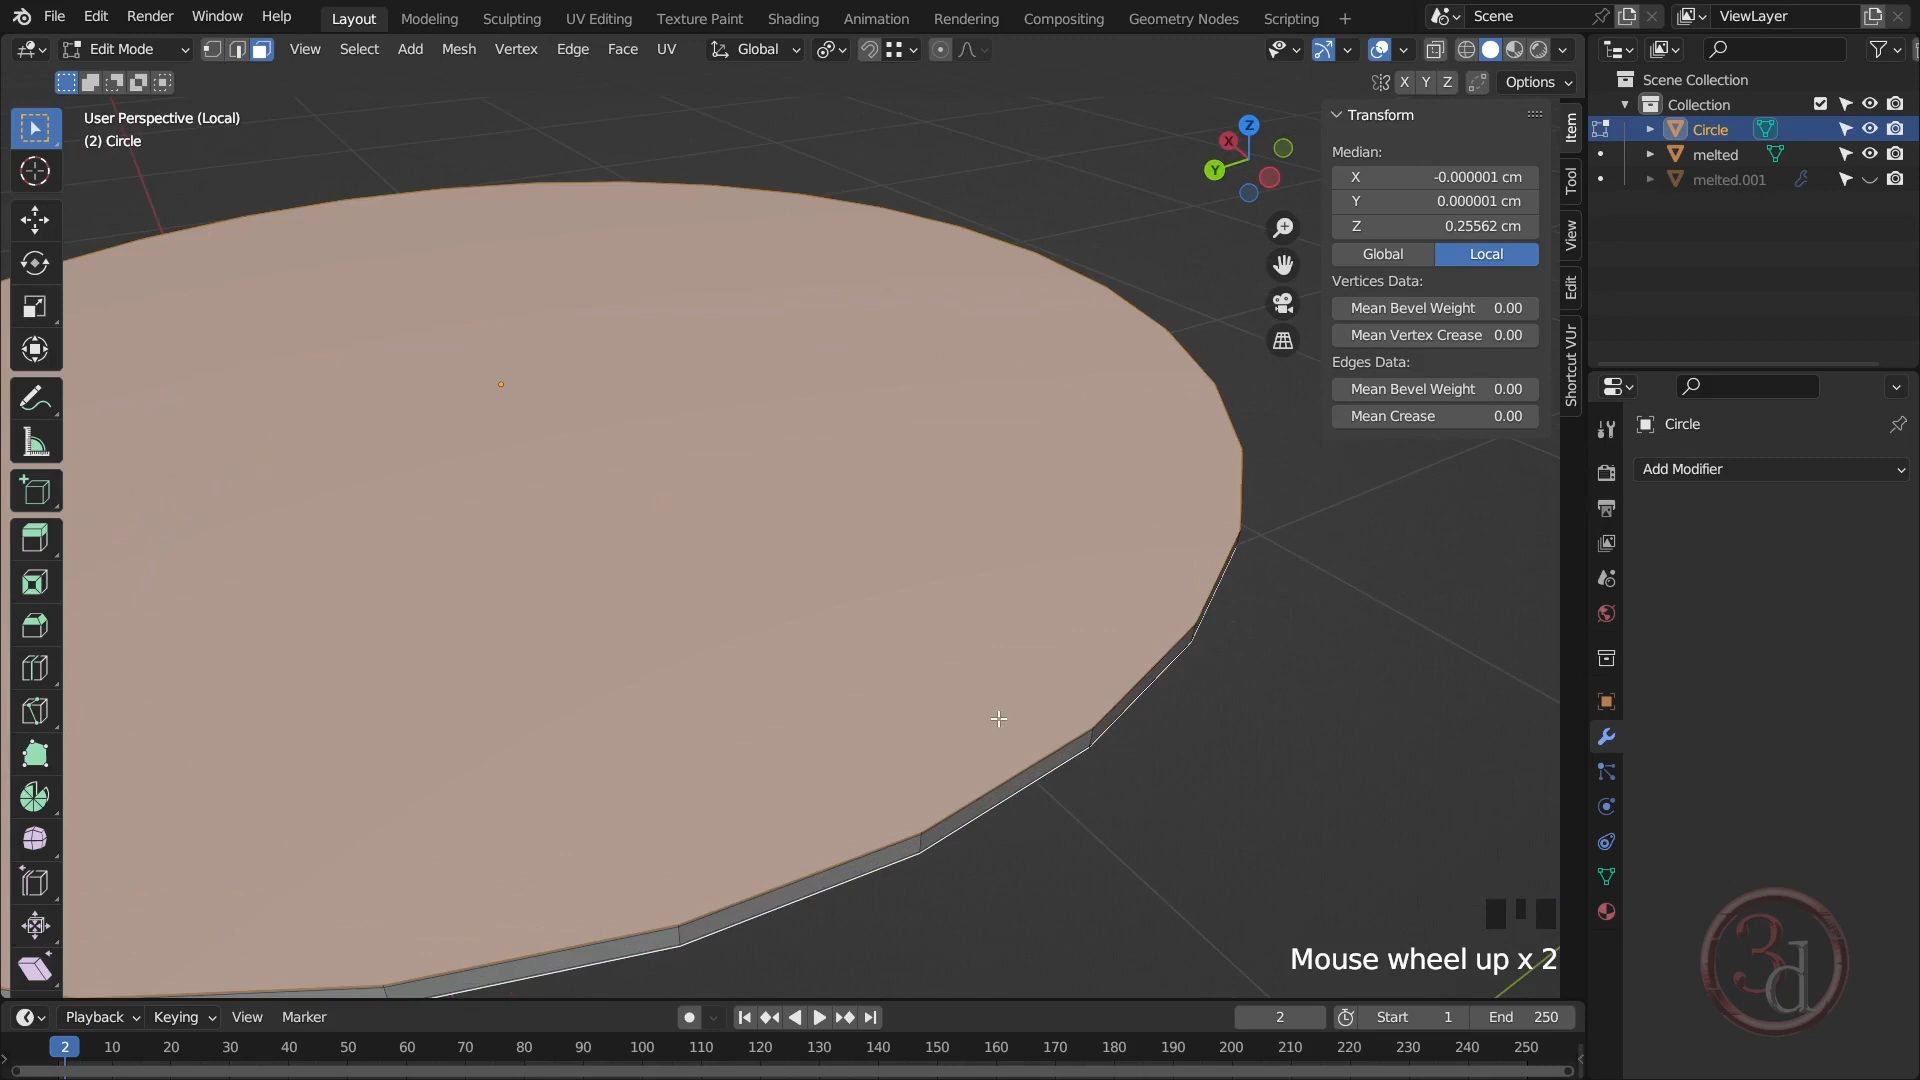 File Edit Render Window Help Layout Modeling Sculpting UV Editing Texture Paint Shading Animation Rendering Compositing Geometry Nodes Scripting Scene ViewLayer
Edit Mode View Select Add Mesh Vertex Edge Face UV Global
X Y Z Options
User Perspective (Local)
(2) Circle
Z
X
Y
Transform
Median:
X -0.000001 cm
Y 0.000001 cm
Z 0.25562 cm
Global Local
Vertices Data:
Mean Bevel Weight 0.00
Mean Vertex Crease 0.00
Edges Data:
Mean Bevel Weight 0.00
Mean Crease 0.00
Item
Tool
View
Edit
Shortcut VUr
Scene Collection
Collection
Circle
melted
melted.001
Circle
Add Modifier
Mouse wheel up x 2
3d
Playback Keying View Marker 2 Start 1 End 250
2 10 20 30 40 50 60 70 80 90 100 110 120 130 140 150 160 170 180 190 200 210 220 230 240 250